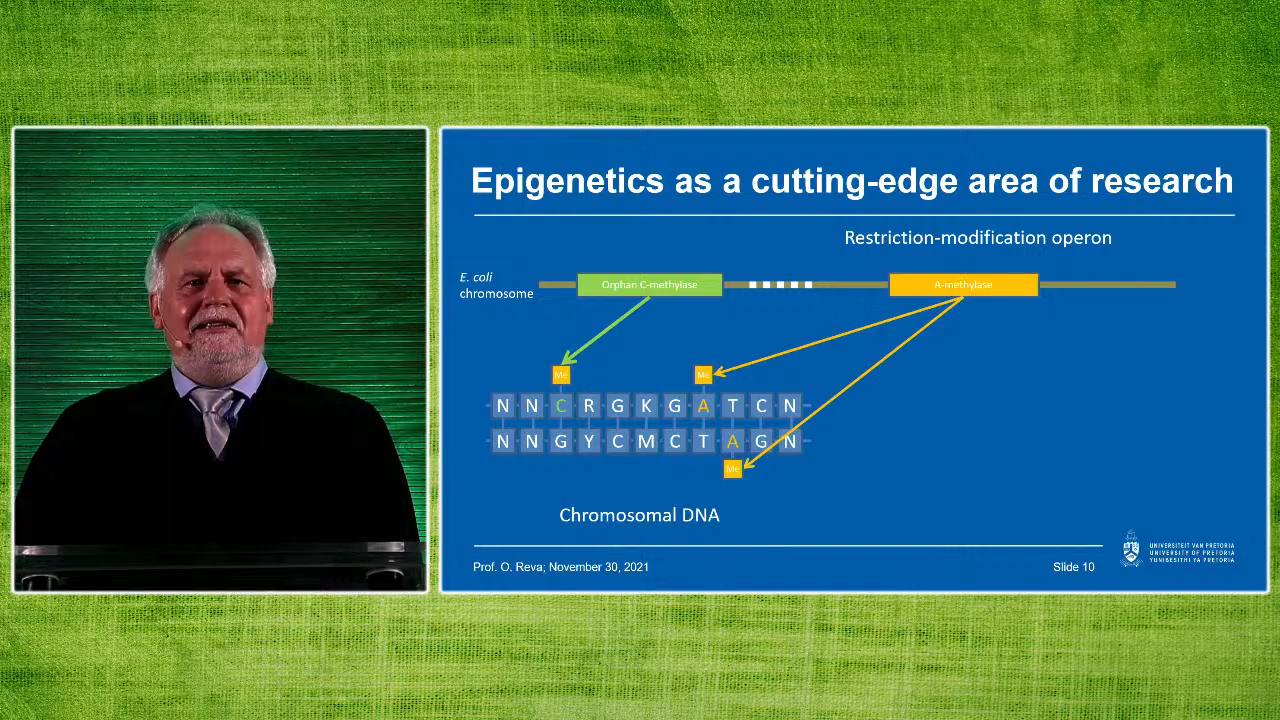 Epigenetics as a cutting-edge area of research
Restriction-modification operon
E. coli
chromosome
Orphan C-methylase
A-methylase
Me
Me
N N C R G K G A T C N
N N G Y C M C T A G N
Me
Chromosomal DNA
Prof. O. Reva; November 30, 2021
Slide 10
UNIVERSITEIT VAN PRETORIA
UNIVERSITY OF PRETORIA
YUNIBESITHI YA PRETORIA